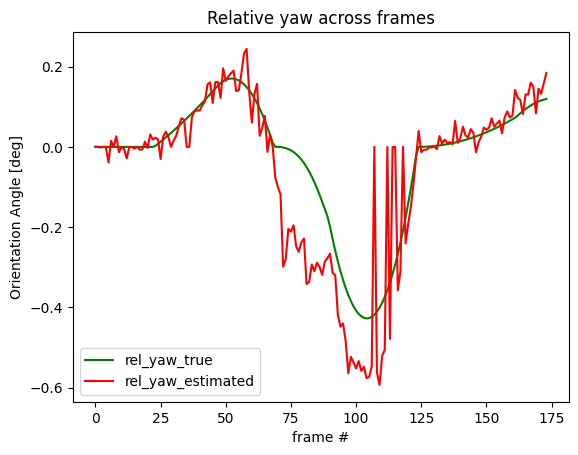 Relative yaw across frames
Orientation Angle [deg]
0.2
0.0
−0.2
−0.4
−0.6
rel_yaw_true
rel_yaw_estimated
0 25 50 75 100 125 150 175
frame #